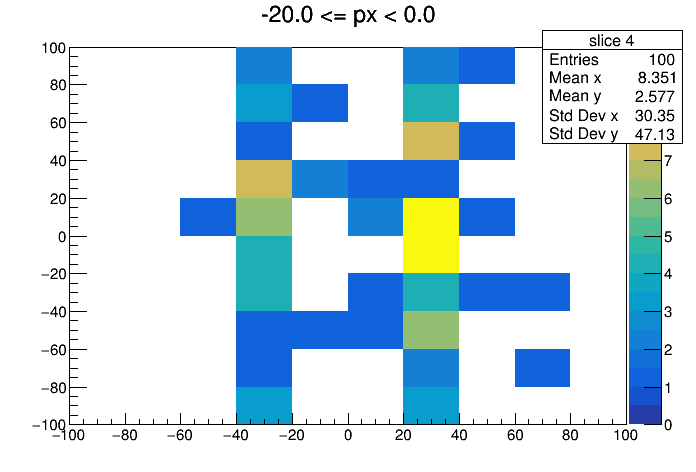 -20.0 <= px < 0.0
slice 4
Entries 100
Mean x 8.351
Mean y 2.577
Std Dev x 30.35
Std Dev y 47.13
100
80
60
40
20
0
−20
−40
−60
−80
−100
−100 −80 −60 −40 −20 0 20 40 60 80 100
7
6
5
4
3
2
1
0